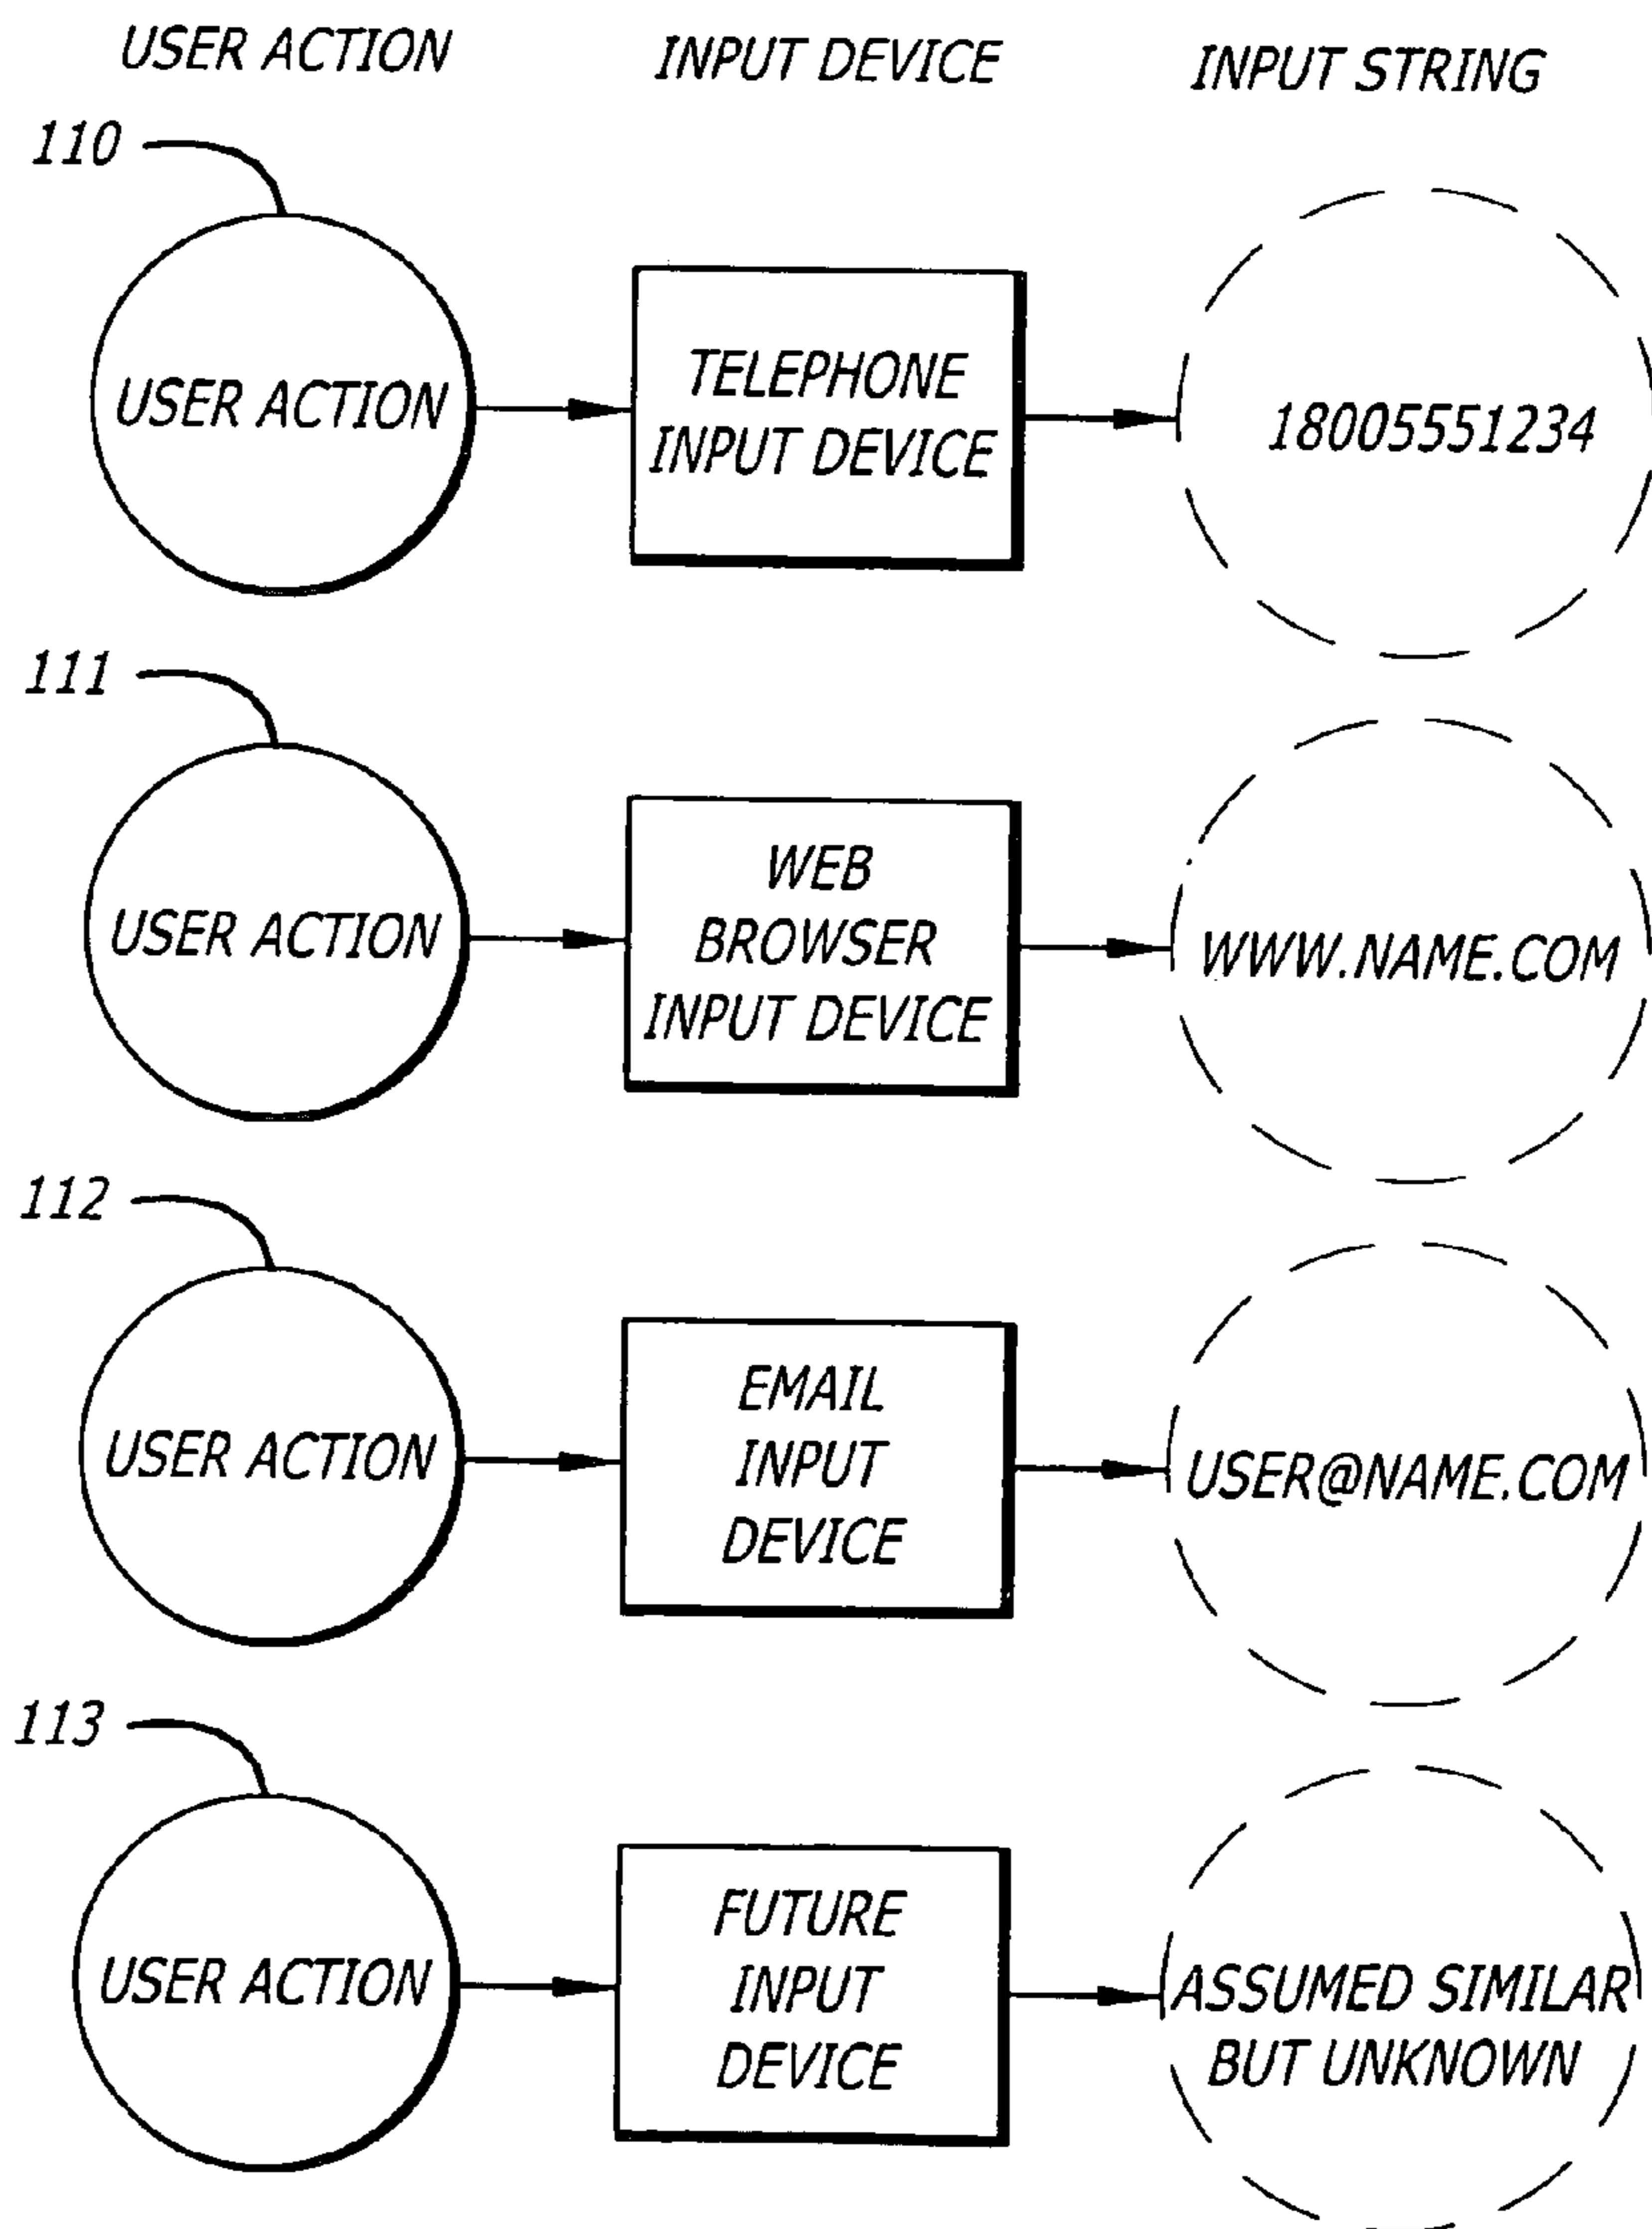 USER ACTION
INPUT DEVICE
INPUT STRING
110
USER ACTION
TELEPHONE
INPUT DEVICE
18005551234
111
USER ACTION
WEB
BROWSER
INPUT DEVICE
WWW.NAME.COM
112
USER ACTION
EMAIL
INPUT
DEVICE
USER@NAME.COM
113
USER ACTION
FUTURE
INPUT
DEVICE
ASSUMED SIMILAR
BUT UNKNOWN